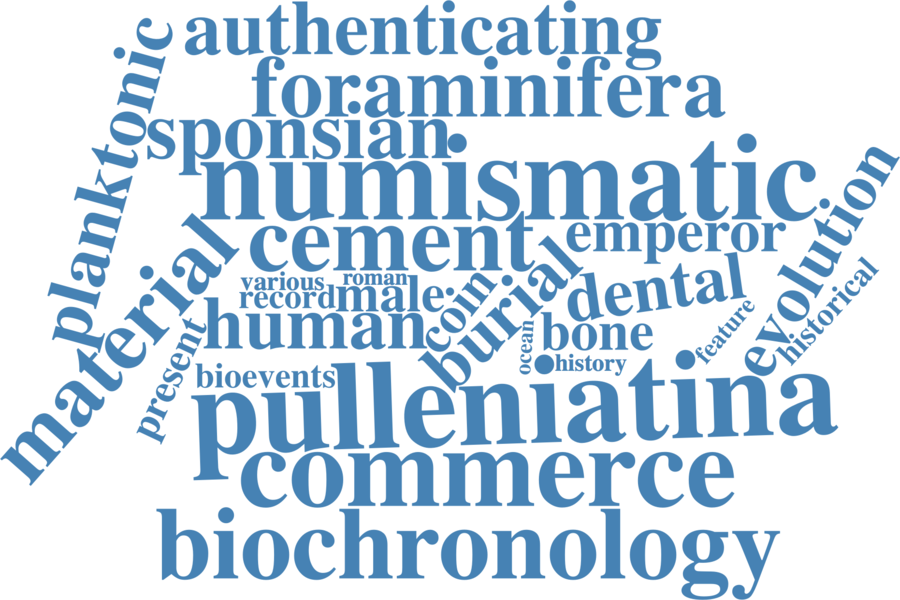 authenticating
foraminifera
planktonic
sponsian
numismatic
evolution
cement
emperor
material
burial
dental
various
roman
record
male
coin
historical
human
bone
ocean
feature
present
history
bioevents
pulleniatina
commerce
biochronology